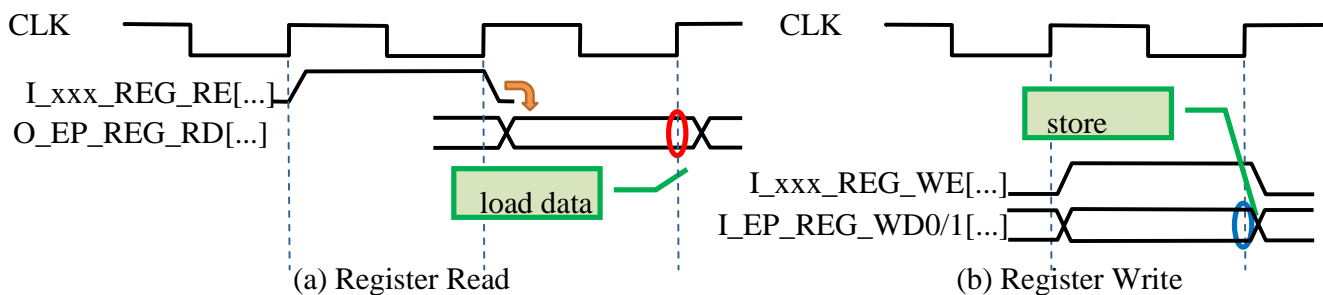 CLK
I_xxx_REG_RE[...]
O_EP_REG_RD[...]
load data
(a) Register Read
CLK
store
I_xxx_REG_WE[...]
I_EP_REG_WD0/1[...]
(b) Register Write